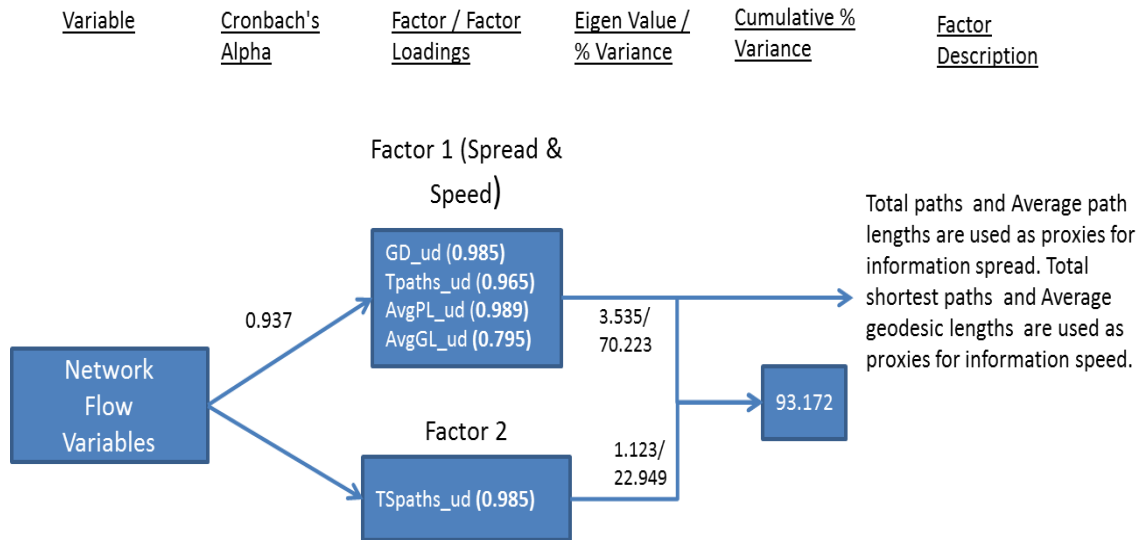 Variable
Cronbach's
Alpha
Factor / Factor
Loadings
Eigen Value /
% Variance
Cumulative %
Variance
Factor
Description
Factor 1 (Spread &
Speed)
GD_ud (0.985)
Tpaths_ud (0.965)
AvgPL_ud (0.989)
AvgGL_ud (0.795)
0.937
3.535/
70.223
Total paths and Average path
lengths are used as proxies for
information spread. Total
shortest paths and Average
geodesic lengths are used as
proxies for information speed.
Network
Flow
Variables
93.172
Factor 2
TSpaths_ud (0.985)
1.123/
22.949